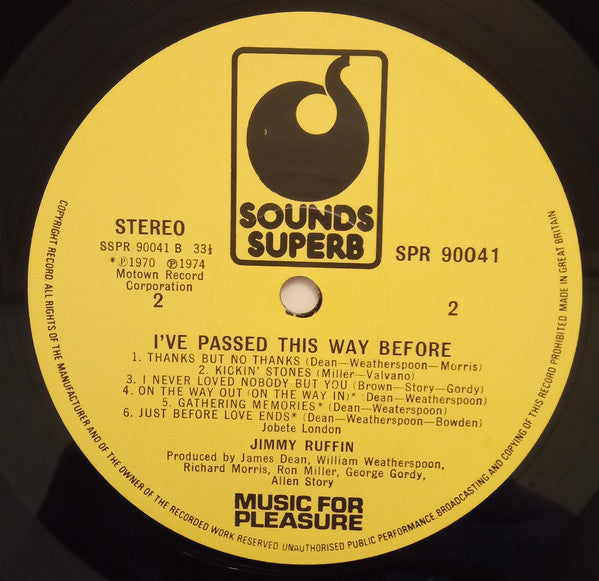 SOUNDS
SUPERB
STEREO
SSPR 90041 B 33⅓
*℗1970 ℗1974
Motown Record
Corporation
2
SPR 90041
2
I'VE PASSED THIS WAY BEFORE
1. THANKS BUT NO THANKS (Dean—Weatherspoon—Morris)
2. KICKIN' STONES (Miller—Valvano)
3. I NEVER LOVED NOBODY BUT YOU (Brown—Story—Gordy)
4. ON THE WAY OUT (ON THE WAY IN)* (Dean—Weatherspoon)
5. GATHERING MEMORIES* (Dean—Weaterspoon)
6. JUST BEFORE LOVE ENDS* (Dean—Weatherspoon—Bowden)
Jobete London
JIMMY RUFFIN
Produced by James Dean, William Weatherspoon,
Richard Morris, Ron Miller, George Gordy,
Allen Story
MUSIC FOR
PLEASURE
COPYRIGHT RECORD. ALL RIGHTS OF THE MANUFACTURER AND OF THE OWNER OF THE RECORDED WORK RESERVED. UNAUTHORISED PUBLIC PERFORMANCE, BROADCASTING AND COPYING OF THIS RECORD PROHIBITED. MADE IN GREAT BRITAIN